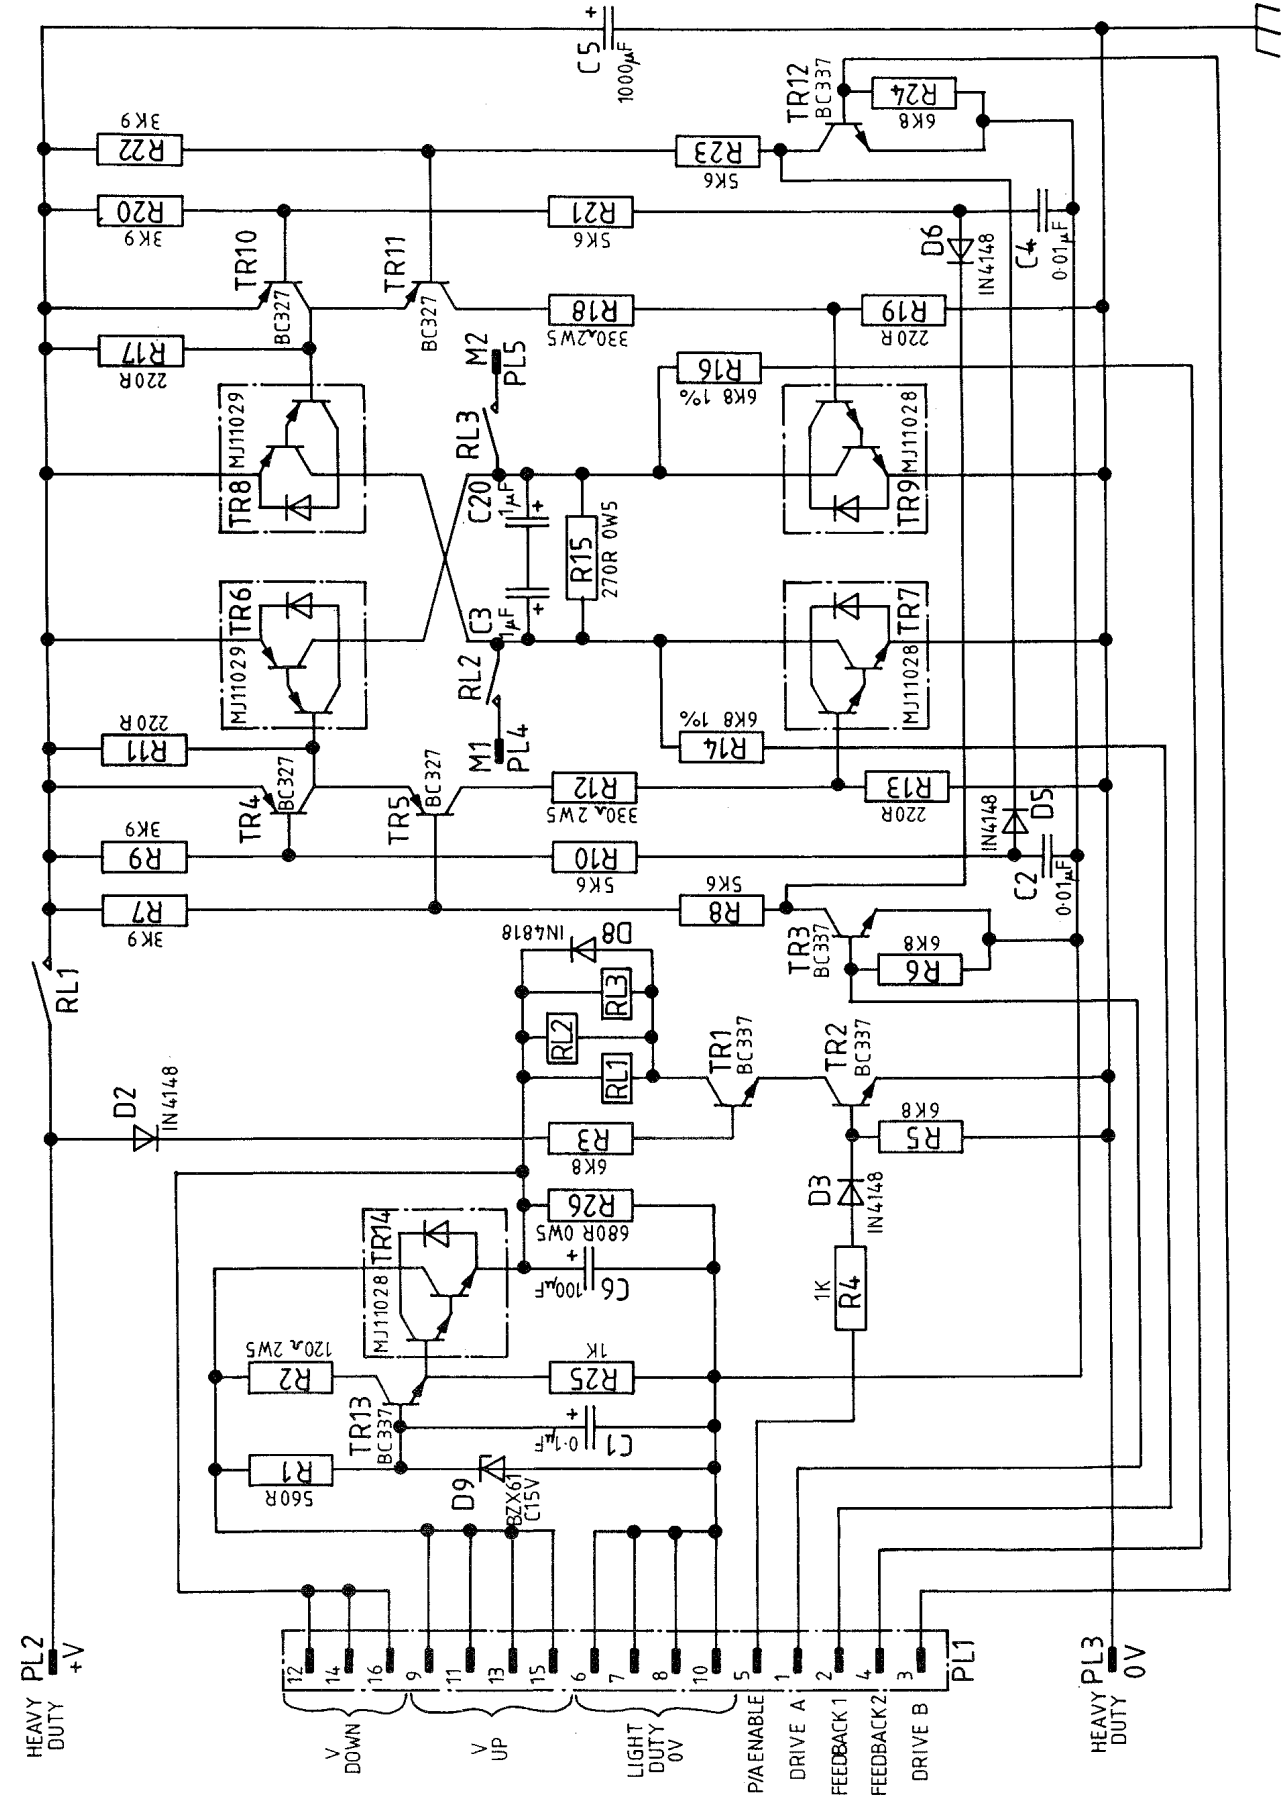 C5
1000µF
+
TR12
BC337
R24
6K8
R22
3K9
R23
5K6
R20
3K9
R21
5K6
D6
IN4148
C4
0·01µF
TR10
BC327
TR11
BC327
R18
330Ω2W5
R19
220R
R17
220R
M2
PL5
RL3
R16
6K8 1%
MJ11029
TR8
C20
1µF
+
MJ11028
TR9
R15
270R 0W5
TR6
MJ11029
C3
1µF
+
RL2
M1
PL4
TR7
MJ11028
R14
6K8 1%
R11
220R
TR4
BC327
TR5
BC327
R12
330Ω 2W5
R13
220R
R9
3K9
R10
5K6
IN4148
D5
C2
0·01µF
R7
3K9
R8
5K6
TR3
BC337
R6
6K8
RL1
IN4818
D8
RL3
RL2
RL1
TR1
BC337
TR2
BC337
R5
6K8
D2
IN4148
R3
6K8
D3
IN4148
R26
680R 0W5
TR14
MJ11028
+
100µF
C6
1K
R4
R2
120Ω 2W5
TR13
BC337
R25
1K
+
0·1µF
C1
R1
560R
D9
BZX61
C15V
HEAVY
DUTY
PL2
+V
12
14
16
9
11
13
15
6
7
8
10
5
1
2
4
3
PL1
V
DOWN
V
UP
LIGHT
DUTY
0V
P/A ENABLE
DRIVE A
FEEDBACK 1
FEEDBACK 2
DRIVE B
HEAVY
DUTY
PL3
0V